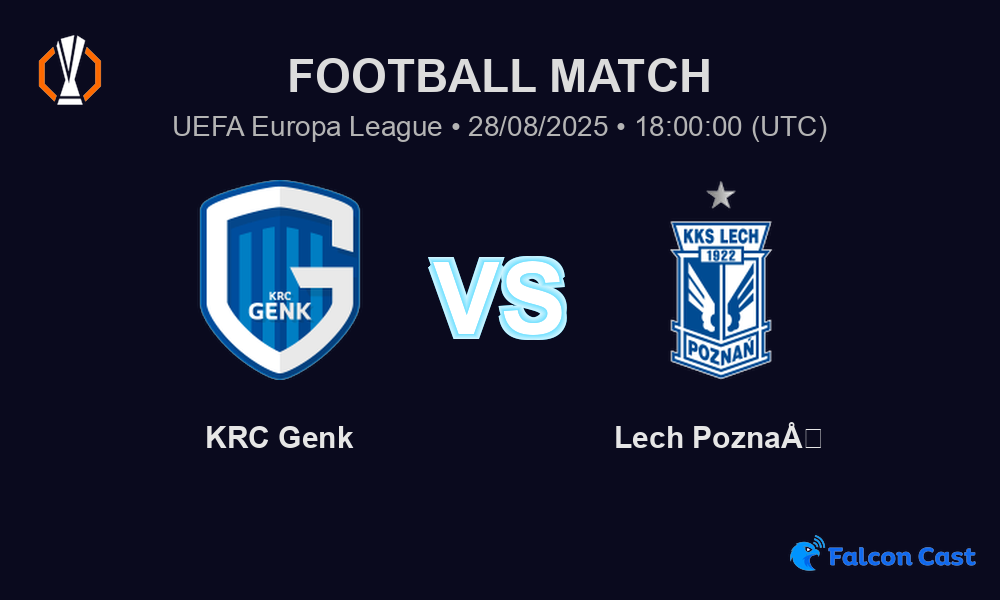 FOOTBALL MATCH
UEFA Europa League • 28/08/2025 • 18:00:00 (UTC)
KRC
GENK
VS
KKS LECH
1922
POZNAŃ
KRC Genk
Lech PoznaÅ□
Falcon Cast